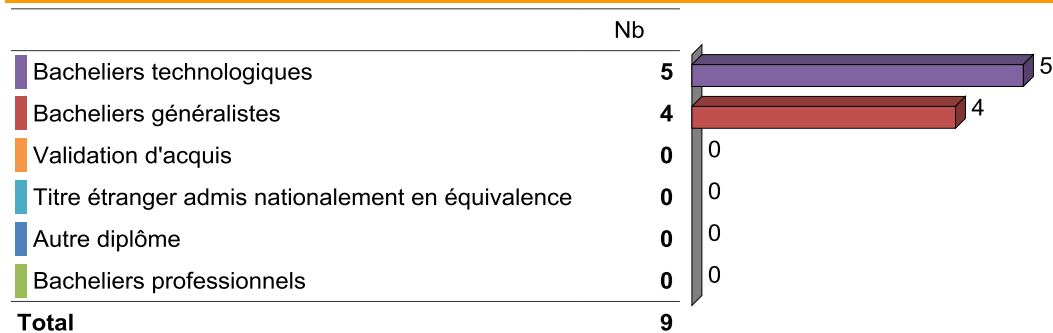 Nb
Bacheliers technologiques 5 5
Bacheliers généralistes 4 4
Validation d'acquis 0 0
Titre étranger admis nationalement en équivalence 0 0
Autre diplôme 0 0
Bacheliers professionnels 0 0
Total 9